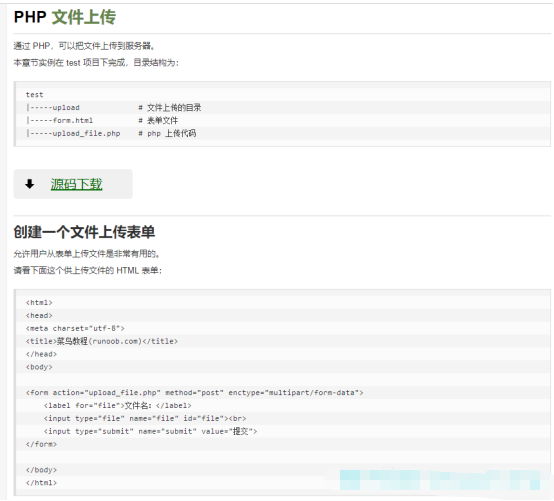 PHP 文件上传
通过 PHP，可以把文件上传到服务器。
本章节实例在 test 项目下完成，目录结构为：
test
|-----upload             # 文件上传的目录
|-----form.html          # 表单文件
|-----upload_file.php    # php 上传代码
源码下载
创建一个文件上传表单
允许用户从表单上传文件是非常有用的。
请看下面这个供上传文件的 HTML 表单：
<html>
<head>
<meta charset="utf-8">
<title>菜鸟教程(runoob.com)</title>
</head>
<body>
<form action="upload_file.php" method="post" enctype="multipart/form-data">
    <label for="file">文件名：</label>
    <input type="file" name="file" id="file"><br>
    <input type="submit" name="submit" value="提交">
</form>
</body>
</html>